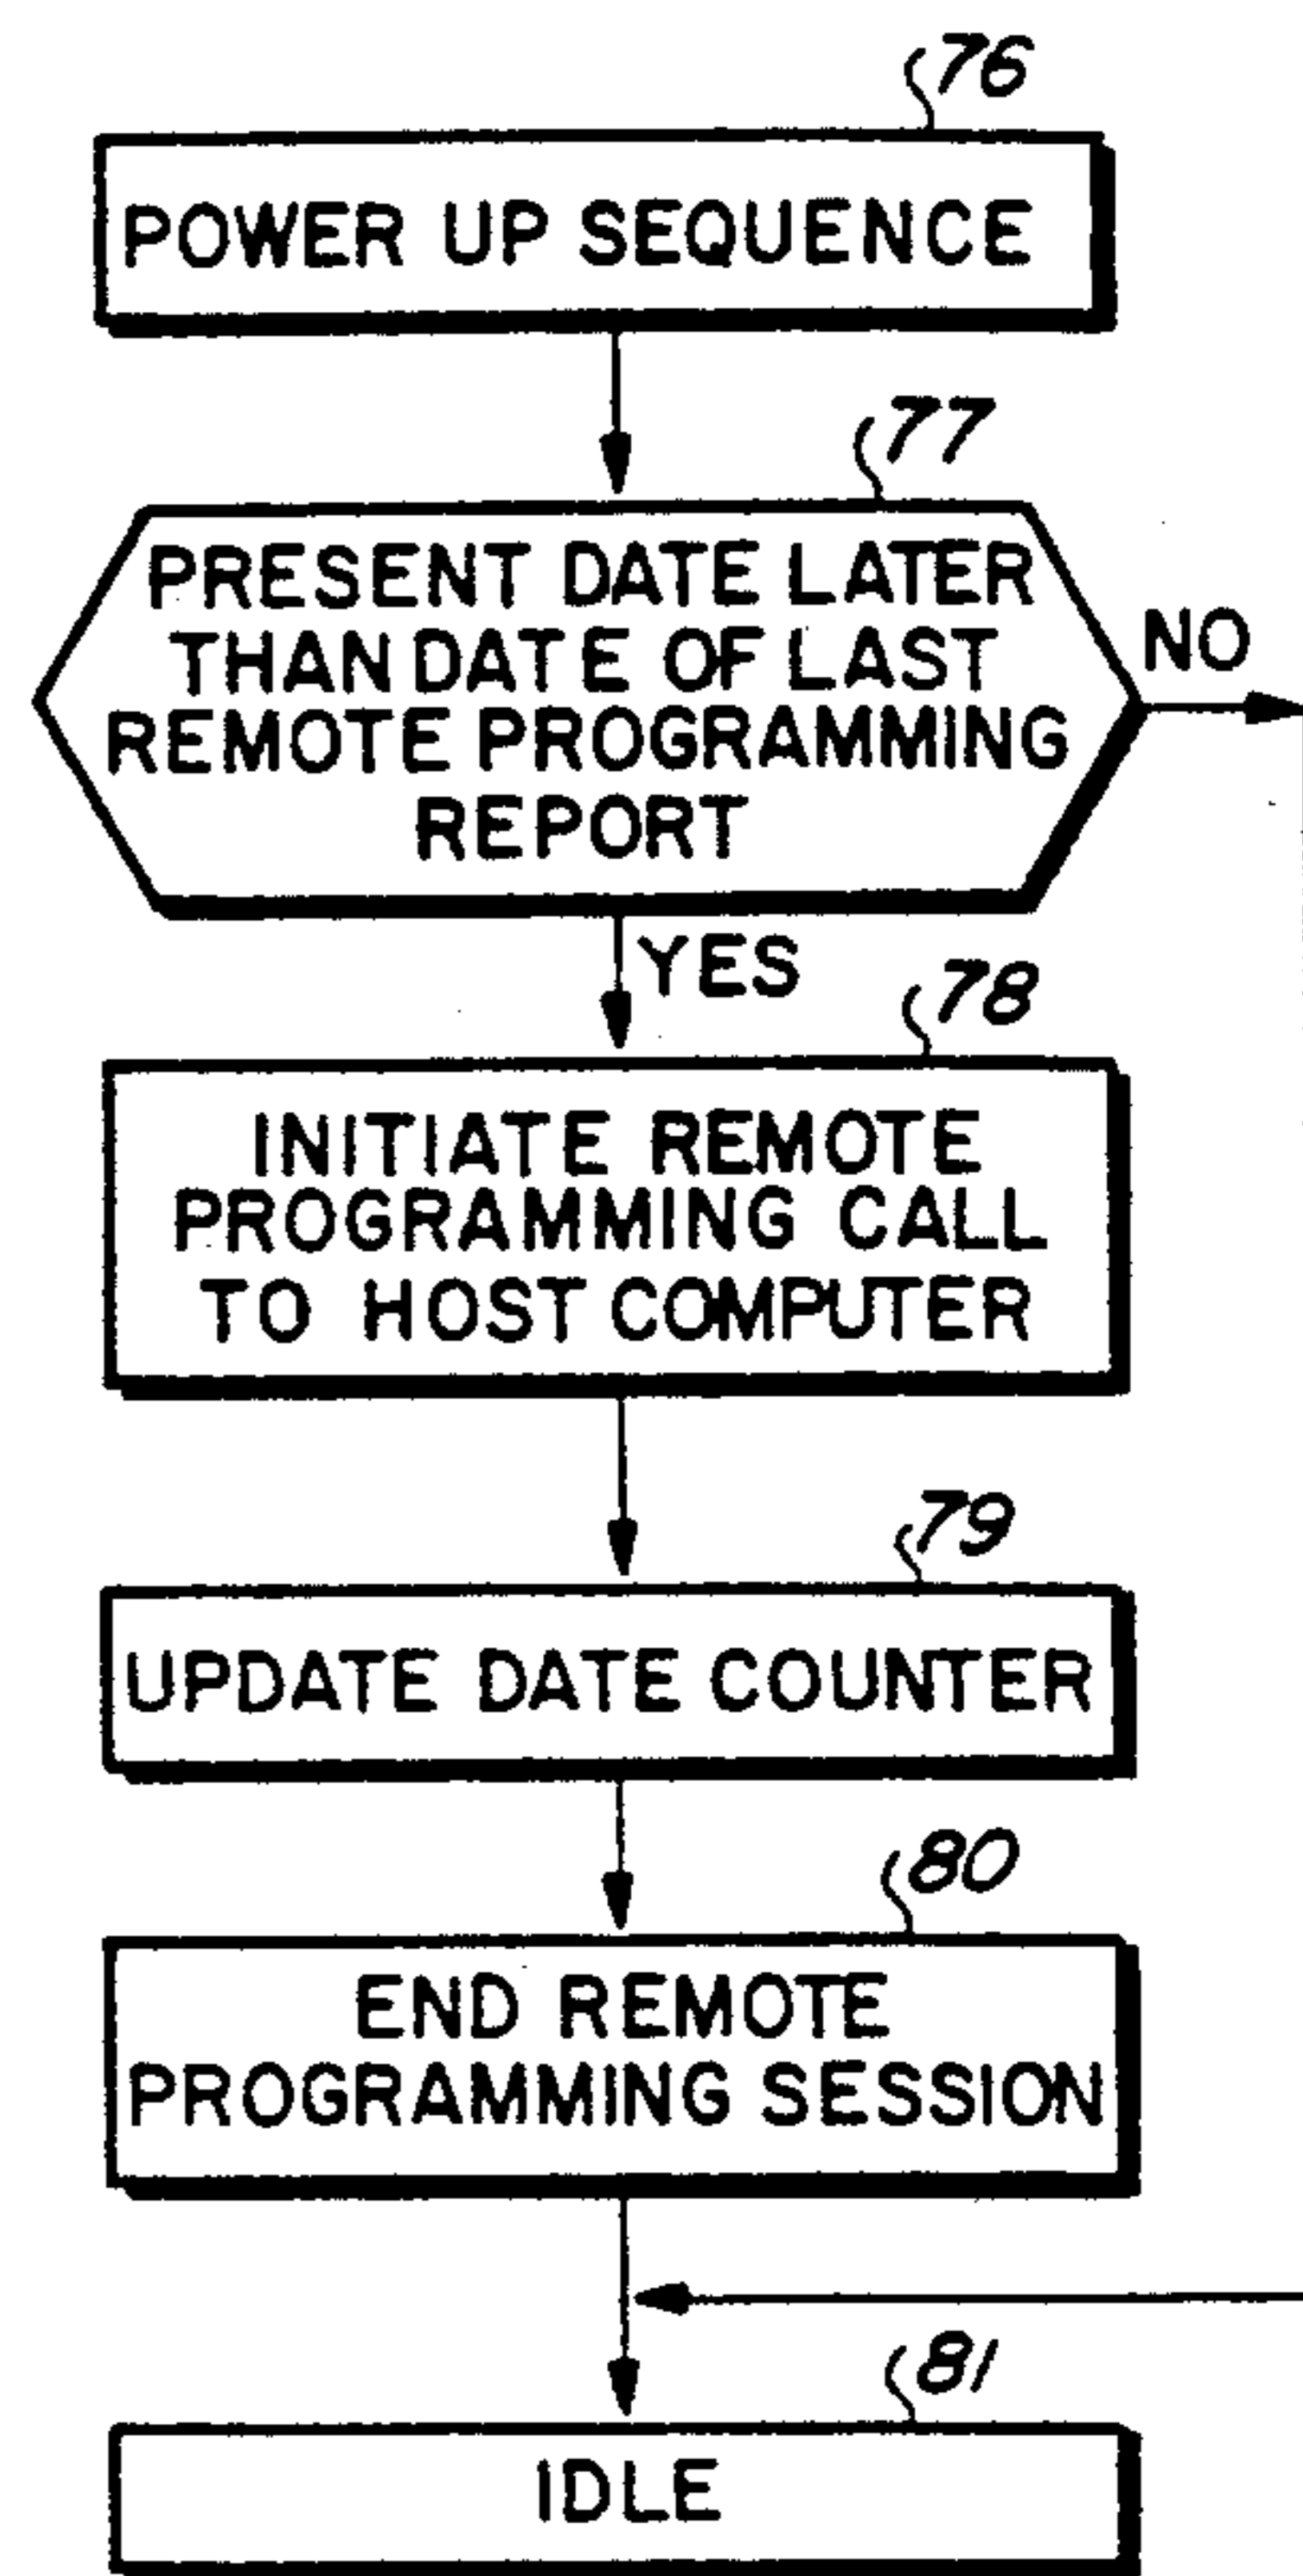 76
POWER UP SEQUENCE
77
PRESENT DATE LATER
THAN DATE OF LAST
REMOTE PROGRAMMING
REPORT
NO
YES
78
INITIATE REMOTE
PROGRAMMING CALL
TO HOST COMPUTER
79
UPDATE DATE COUNTER
80
END REMOTE
PROGRAMMING SESSION
81
IDLE